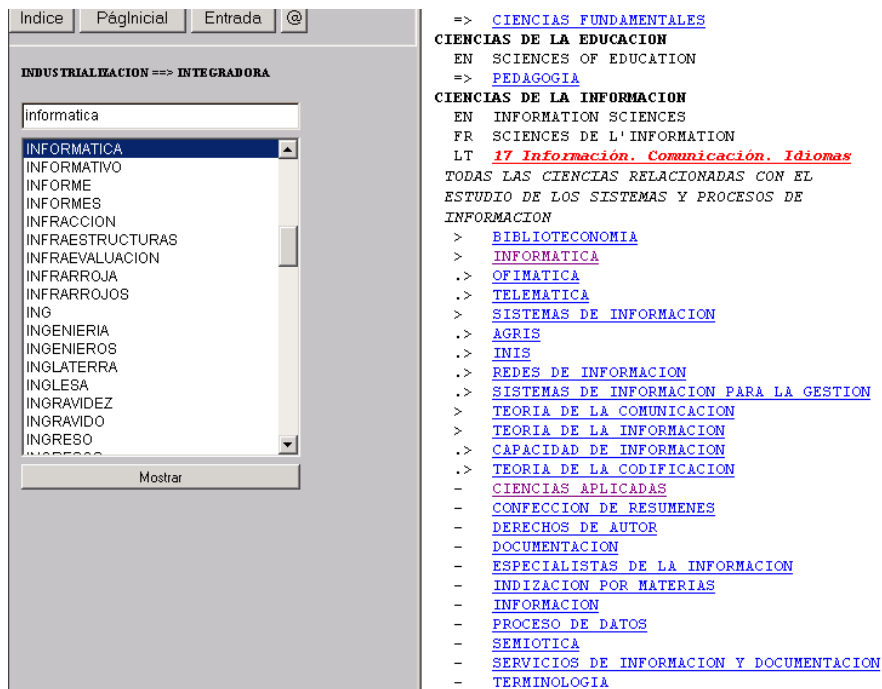 Indice PágInicial Entrada @
INDUSTRIALIZACION ==> INTEGRADORA
informatica
INFORMATICA
INFORMATIVO
INFORME
INFORMES
INFRACCION
INFRAESTRUCTURAS
INFRAEVALUACION
INFRARROJA
INFRARROJOS
ING
INGENIERIA
INGENIEROS
INGLATERRA
INGLESA
INGRAVIDEZ
INGRAVIDO
INGRESO
Mostrar
=> CIENCIAS FUNDAMENTALES
CIENCIAS DE LA EDUCACION
EN SCIENCES OF EDUCATION
=> PEDAGOGIA
CIENCIAS DE LA INFORMACION
EN INFORMATION SCIENCES
FR SCIENCES DE L'INFORMATION
LT 17 Información. Comunicación. Idiomas
TODAS LAS CIENCIAS RELACIONADAS CON EL
ESTUDIO DE LOS SISTEMAS Y PROCESOS DE
INFORMACION
> BIBLIOTECONOMIA
> INFORMATICA
.> OFIMATICA
.> TELEMATICA
> SISTEMAS DE INFORMACION
.> AGRIS
.> INIS
.> REDES DE INFORMACION
.> SISTEMAS DE INFORMACION PARA LA GESTION
> TEORIA DE LA COMUNICACION
> TEORIA DE LA INFORMACION
.> CAPACIDAD DE INFORMACION
.> TEORIA DE LA CODIFICACION
- CIENCIAS APLICADAS
- CONFECCION DE RESUMENES
- DERECHOS DE AUTOR
- DOCUMENTACION
- ESPECIALISTAS DE LA INFORMACION
- INDIZACION POR MATERIAS
- INFORMACION
- PROCESO DE DATOS
- SEMIOTICA
- SERVICIOS DE INFORMACION Y DOCUMENTACION
- TERMINOLOGIA